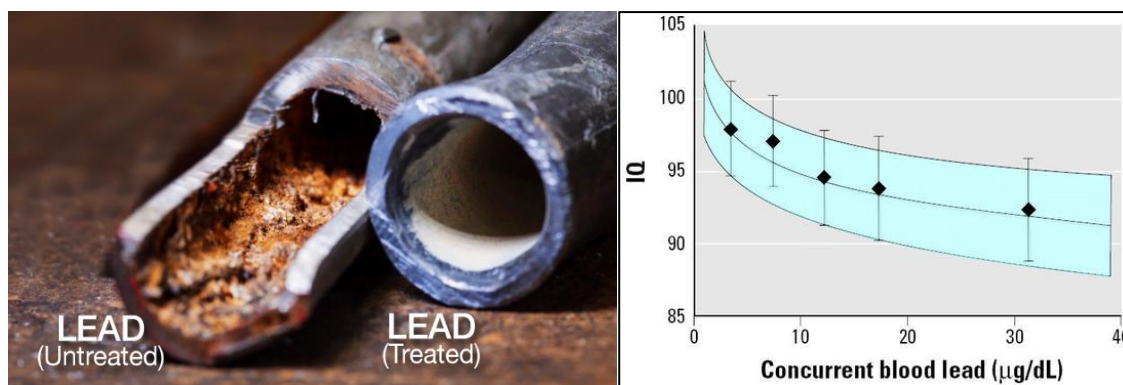 LEAD
(Untreated)
LEAD
(Treated)
105
100
95
90
85
IQ
0
10
20
30
40
Concurrent blood lead (μg/dL)